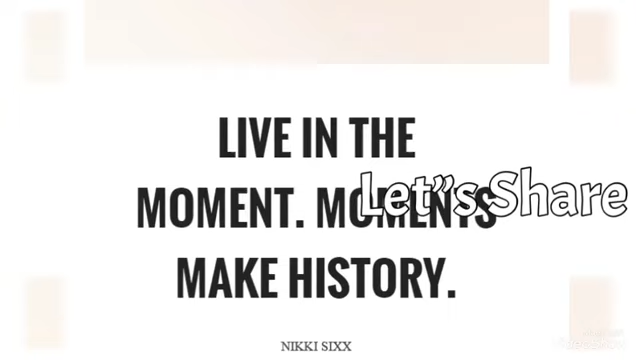 LIVE IN THE
MOMENT. MOMENTS
Let"s Share
MAKE HISTORY.
NIKKI SIXX